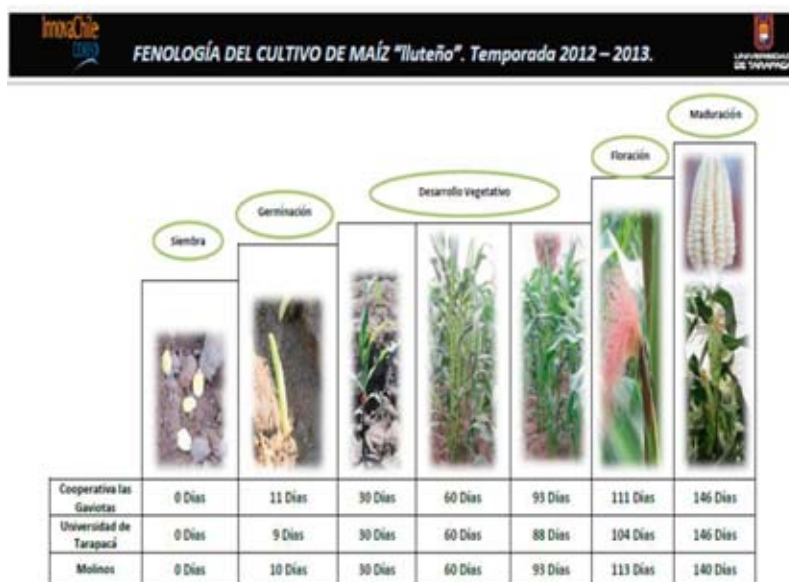 InnovaChile
CORFO
FENOLOGÍA DEL CULTIVO DE MAÍZ "lluteño". Temporada 2012 – 2013.
UNIVERSIDAD
DE TARAPACÁ
Maduración
Floración
Desarrollo Vegetativo
Germinación
Siembra
Cooperativa las Gaviotas 0 Días 11 Días 30 Días 60 Días 93 Días 111 Días 146 Días
Universidad de Tarapacá 0 Días 9 Días 30 Días 60 Días 88 Días 104 Días 146 Días
Molinos 0 Días 10 Días 30 Días 60 Días 93 Días 113 Días 140 Días